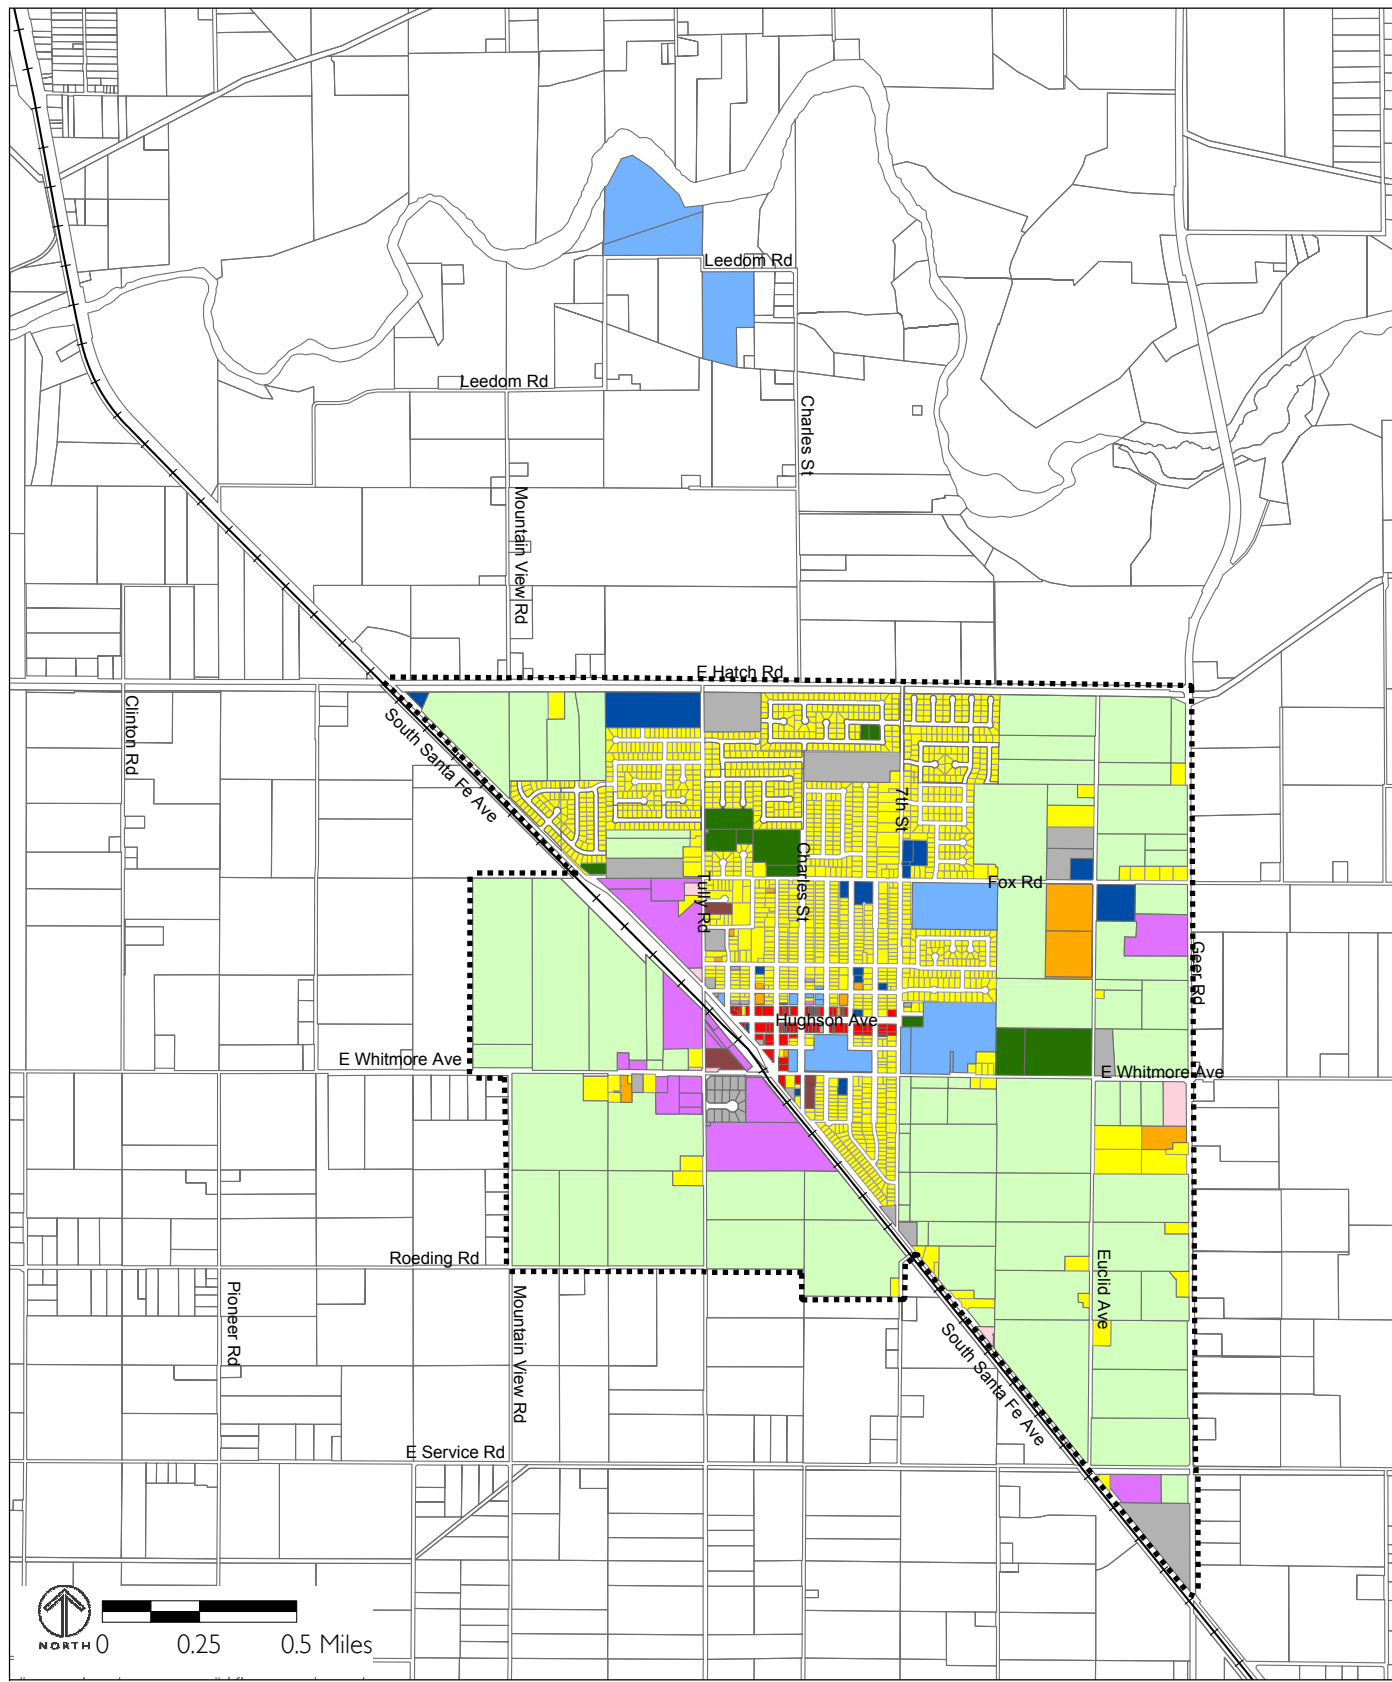 Leedom Rd
Leedom Rd
Charles St
Mountain View Rd
E Hatch Rd
Clinton Rd
South Santa Fe Ave
7th St
Charles St
Tully Rd
Fox Rd
Geer Rd
Hughson Ave
E Whitmore Ave
E Whitmore Ave
Roeding Rd
Pioneer Rd
Mountain View Rd
Euclid Ave
South Santa Fe Ave
E Service Rd
NORTH
0 0.25 0.5 Miles